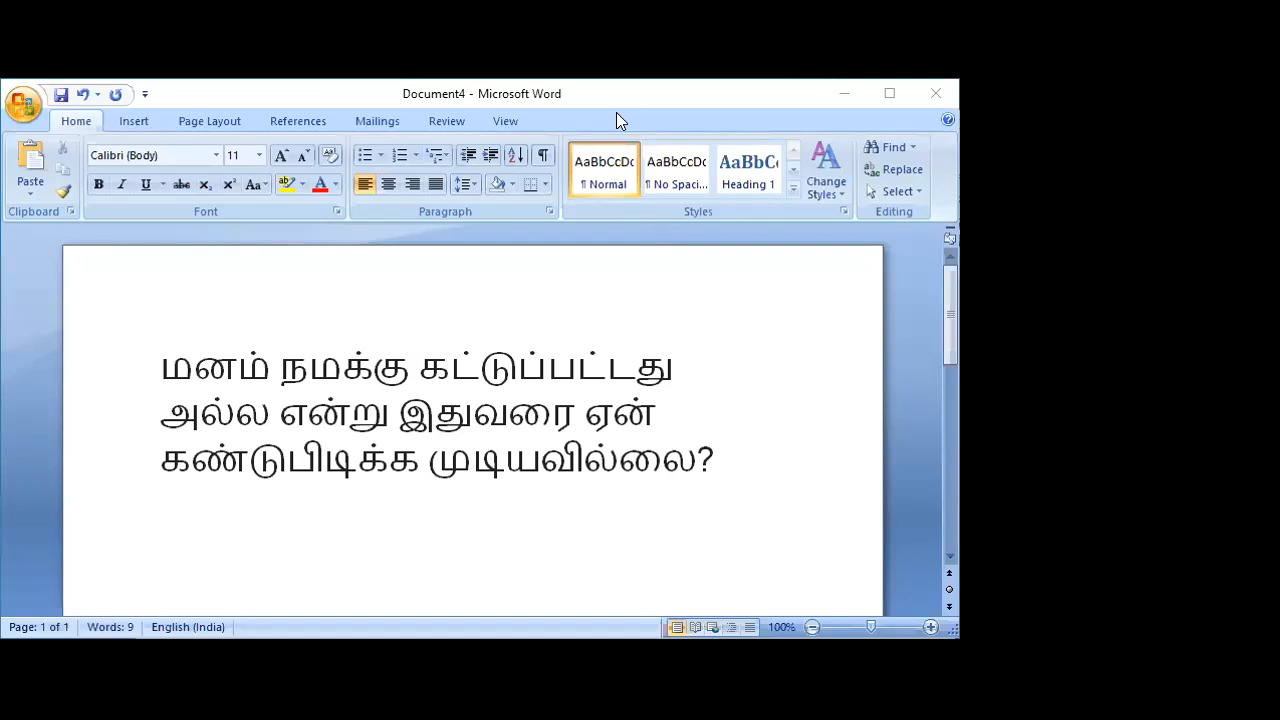 Document4 - Microsoft Word
Home Insert Page Layout References Mailings Review View
Paste
Calibri (Body) 11
AaBbCcDc AaBbCcDc AaBbC
¶ Normal ¶ No Spaci... Heading 1
Change Styles
Find
Replace
Select
Clipboard Font Paragraph Styles Editing
மனம் நமக்கு கட்டுப்பட்டது
அல்ல என்று இதுவரை ஏன்
கண்டுபிடிக்க முடியவில்லை?
Page: 1 of 1 Words: 9 English (India) 100%